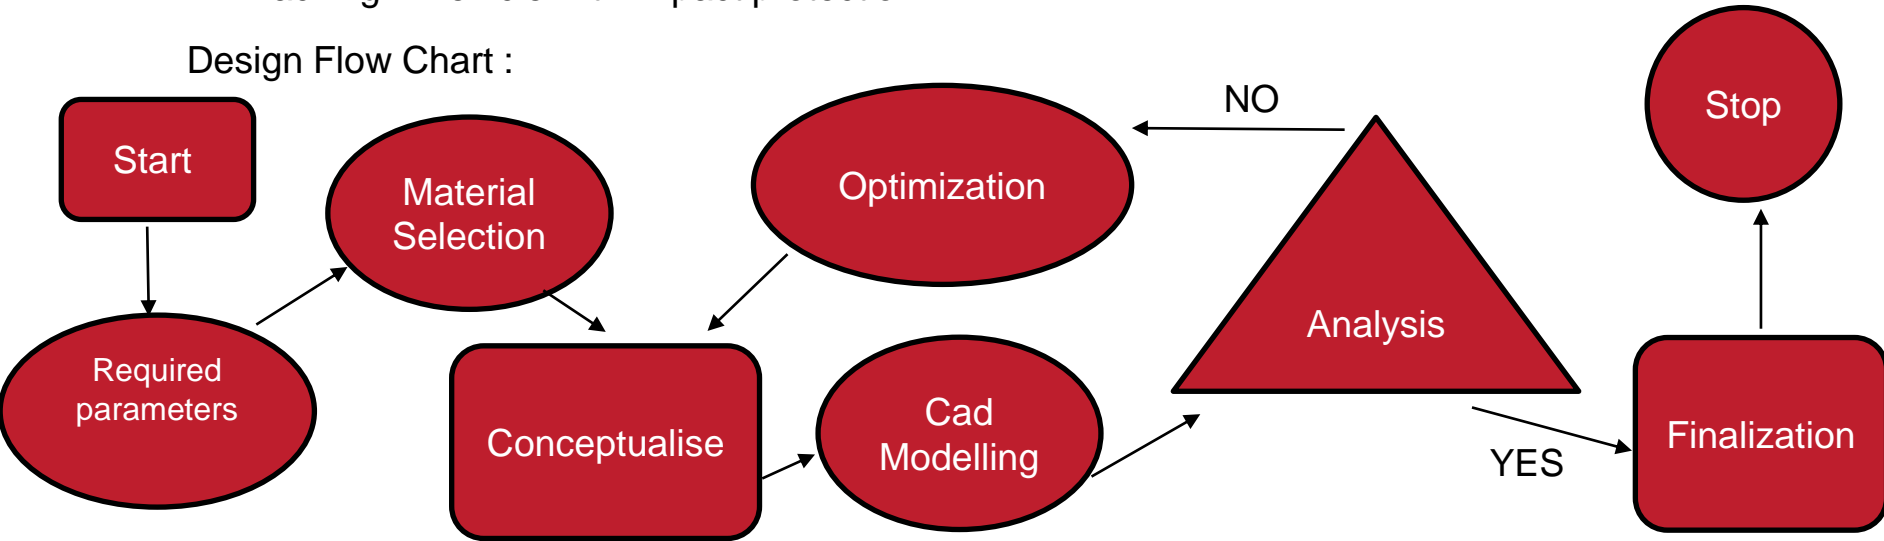 Design Flow Chart :
Start
Required
parameters
Material
Selection
Conceptualise
Optimization
Cad
Modelling
NO
Analysis
YES
Finalization
Stop